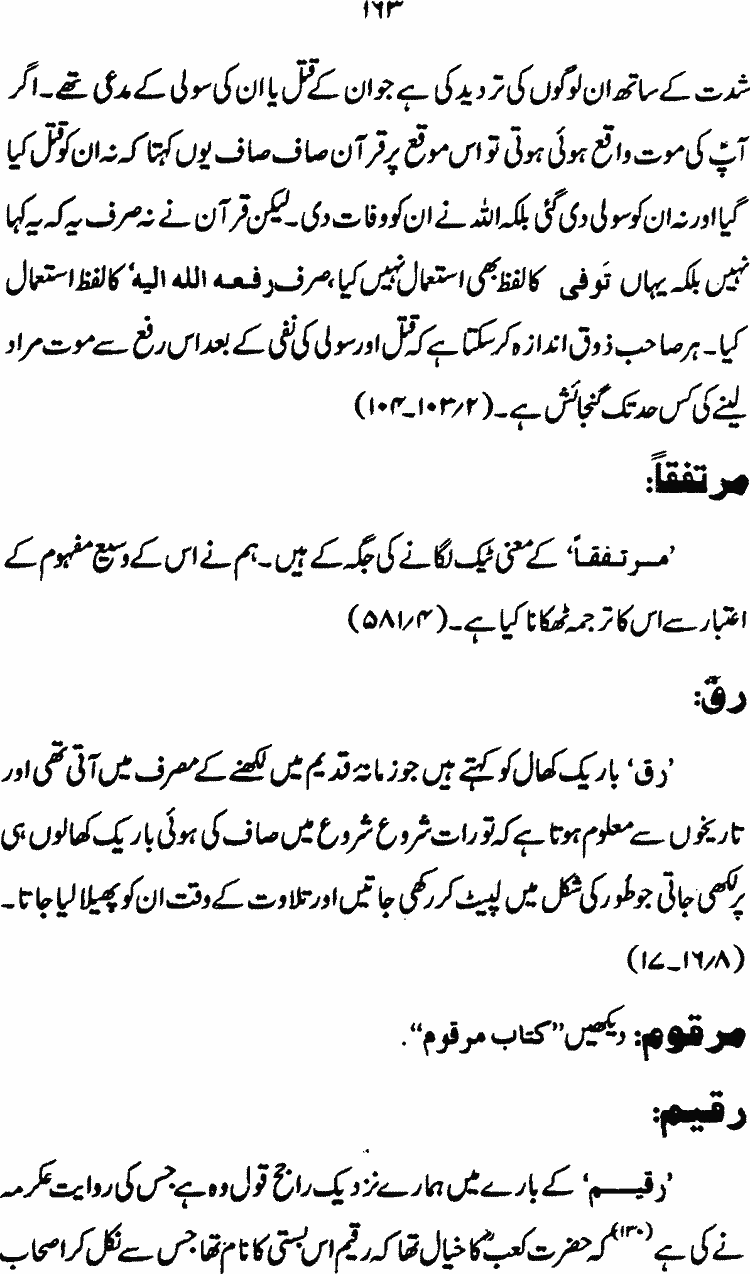 ۱۶۳
شدت کے ساتھ ان لوگوں کی تردید کی ہے جو ان کے قتل یا ان کی سولی کے مدعی تھے۔ اگر
آپؑ کی موت واقع ہوئی ہوتی تو اس موقع پر قرآن صاف صاف یوں کہتا کہ نہ ان کو قتل کیا
گیا اور نہ ان کو سولی دی گئی بلکہ اللہ نے ان کو وفات دی۔ لیکن قرآن نے نہ صرف یہ کہ یہ کہا
نہیں بلکہ یہاں تَوفی کا لفظ بھی استعمال نہیں کیا، صرف رفعه الله اليه‘ کا لفظ استعمال
کیا۔ ہر صاحب ذوق اندازہ کر سکتا ہے کہ قتل اور سولی کی نفی کے بعد اس رفع سے موت مراد
لینے کی کس حد تک گنجائش ہے۔ (۲/۱۰۳۔۱۰۴)
مرتفقاً:
’مرتفقاً‘ کے معنی ٹیک لگانے کی جگہ کے ہیں۔ ہم نے اس کے وسیع مفہوم کے
اعتبار سے اس کا ترجمہ ٹھکانا کیا ہے۔ (۴/۵۸۱)
رقّ:
’رق‘ باریک کھال کو کہتے ہیں جو زمانۂ قدیم میں لکھنے کے مصرف میں آتی تھی اور
تاریخوں سے معلوم ہوتا ہے کہ تورات شروع شروع میں صاف کی ہوئی باریک کھالوں ہی
پر لکھی جاتی جو طُور کی شکل میں لپیٹ کر رکھی جاتیں اور تلاوت کے وقت ان کو پھیلا لیا جاتا۔
(۸/۱۶۔۱۷)
مرقوم: دیکھیں ”کتاب مرقوم“.
رقیم:
’رقیم‘ کے بارے میں ہمارے نزدیک راجح قول وہ ہے جس کی روایت عکرمہ
نے کی ہے(۱۳۰) کہ حضرت کعبؓ کا خیال تھا کہ رقیم اس بستی کا نام تھا جس سے نکل کر اصحاب